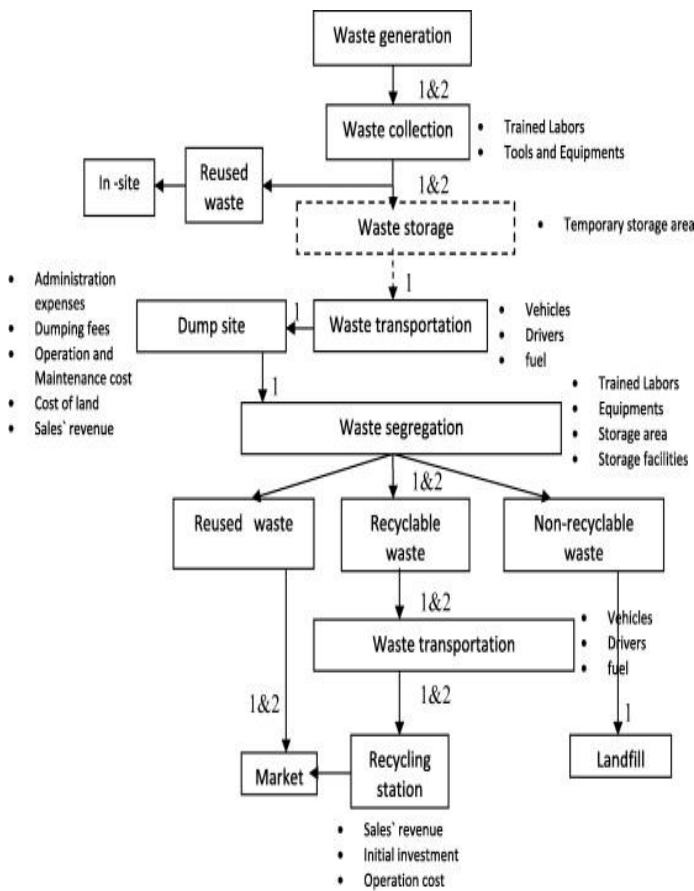 Waste generation
1&2
Waste collection
• Trained Labors
• Tools and Equipments
In -site
Reused
waste
1&2
Waste storage
• Temporary storage area
1
• Administration
expenses
• Dumping fees
• Operation and
Maintenance cost
• Cost of land
• Sales` revenue
Dump site
1
Waste transportation
• Vehicles
• Drivers
• fuel
1
Waste segregation
• Trained Labors
• Equipments
• Storage area
• Storage facilities
1&2
Reused waste
Recyclable
waste
Non-recyclable
waste
1&2
Waste transportation
• Vehicles
• Drivers
• fuel
1&2
1&2
1
Market
Recycling
station
Landfill
• Sales` revenue
• Initial investment
• Operation cost